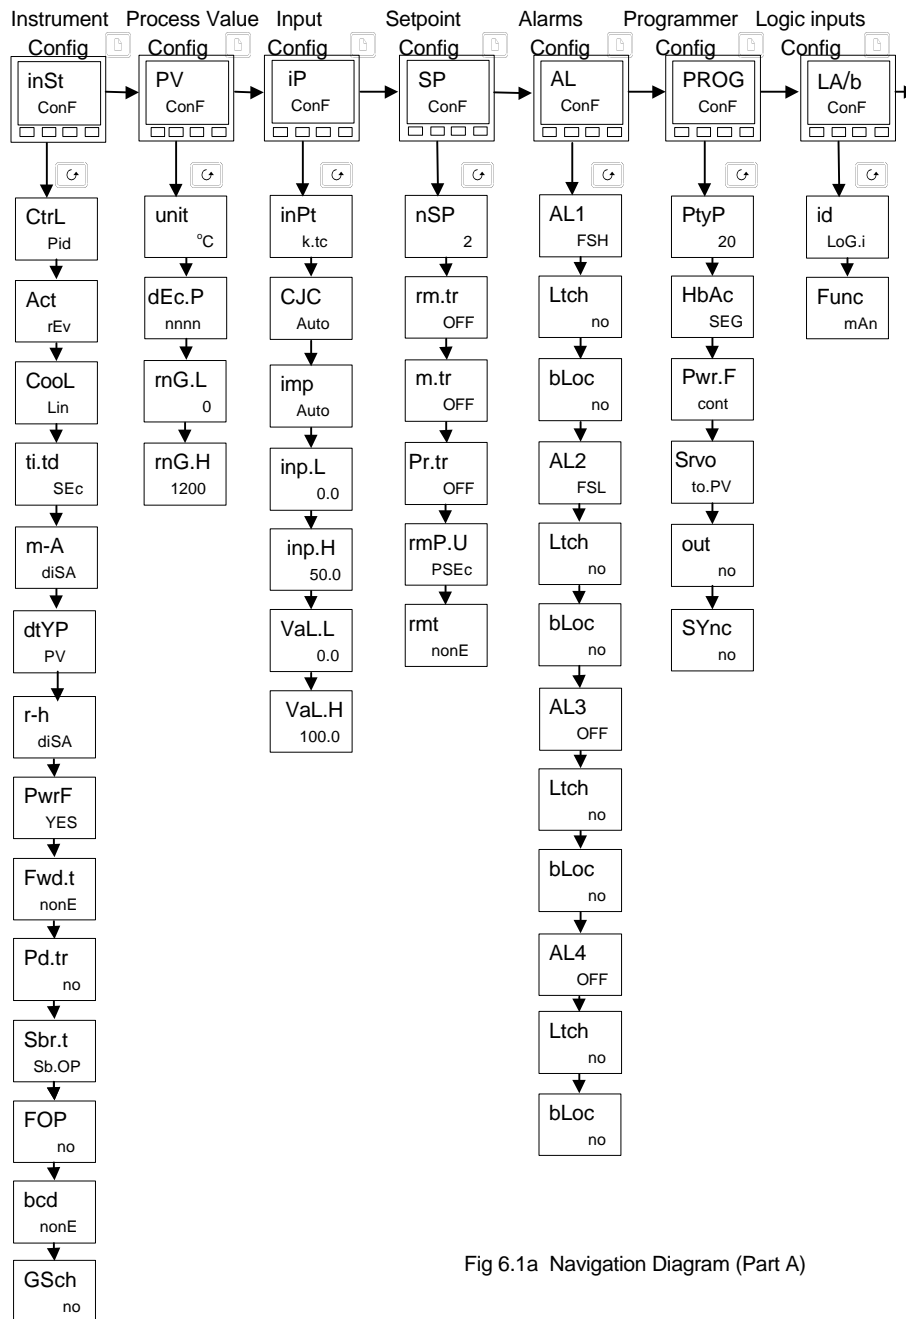 Instrument Config
Process Value Config
Input Config
Setpoint Config
Alarms Config
Programmer Config
Logic inputs Config
inSt
ConF
PV
ConF
iP
ConF
SP
ConF
AL
ConF
PROG
ConF
LA/b
ConF
CtrL
Pid
Act
rEv
CooL
Lin
ti.td
SEc
m-A
diSA
dtYP
PV
r-h
diSA
PwrF
YES
Fwd.t
nonE
Pd.tr
no
Sbr.t
Sb.OP
FOP
no
bcd
nonE
GSch
no
unit
°C
dEc.P
nnnn
rnG.L
0
rnG.H
1200
inPt
k.tc
CJC
Auto
imp
Auto
inp.L
0.0
inp.H
50.0
VaL.L
0.0
VaL.H
100.0
nSP
2
rm.tr
OFF
m.tr
OFF
Pr.tr
OFF
rmP.U
PSEc
rmt
nonE
AL1
FSH
Ltch
no
bLoc
no
AL2
FSL
Ltch
no
bLoc
no
AL3
OFF
Ltch
no
bLoc
no
AL4
OFF
Ltch
no
bLoc
no
PtyP
20
HbAc
SEG
Pwr.F
cont
Srvo
to.PV
out
no
SYnc
no
id
LoG.i
Func
mAn
Fig 6.1a Navigation Diagram (Part A)